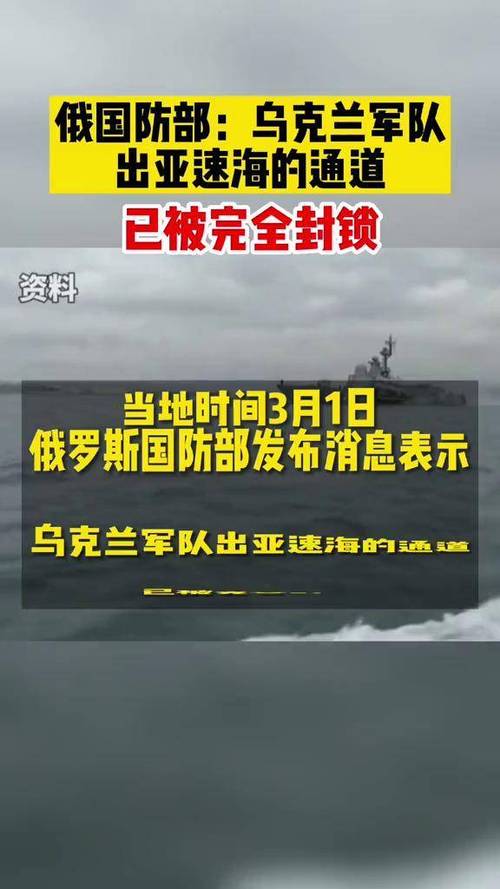 俄国防部：乌克兰军队
出亚速海的通道
已被完全封锁
资料
当地时间3月1日
俄罗斯国防部发布消息表示
乌克兰军队出亚速海的通道